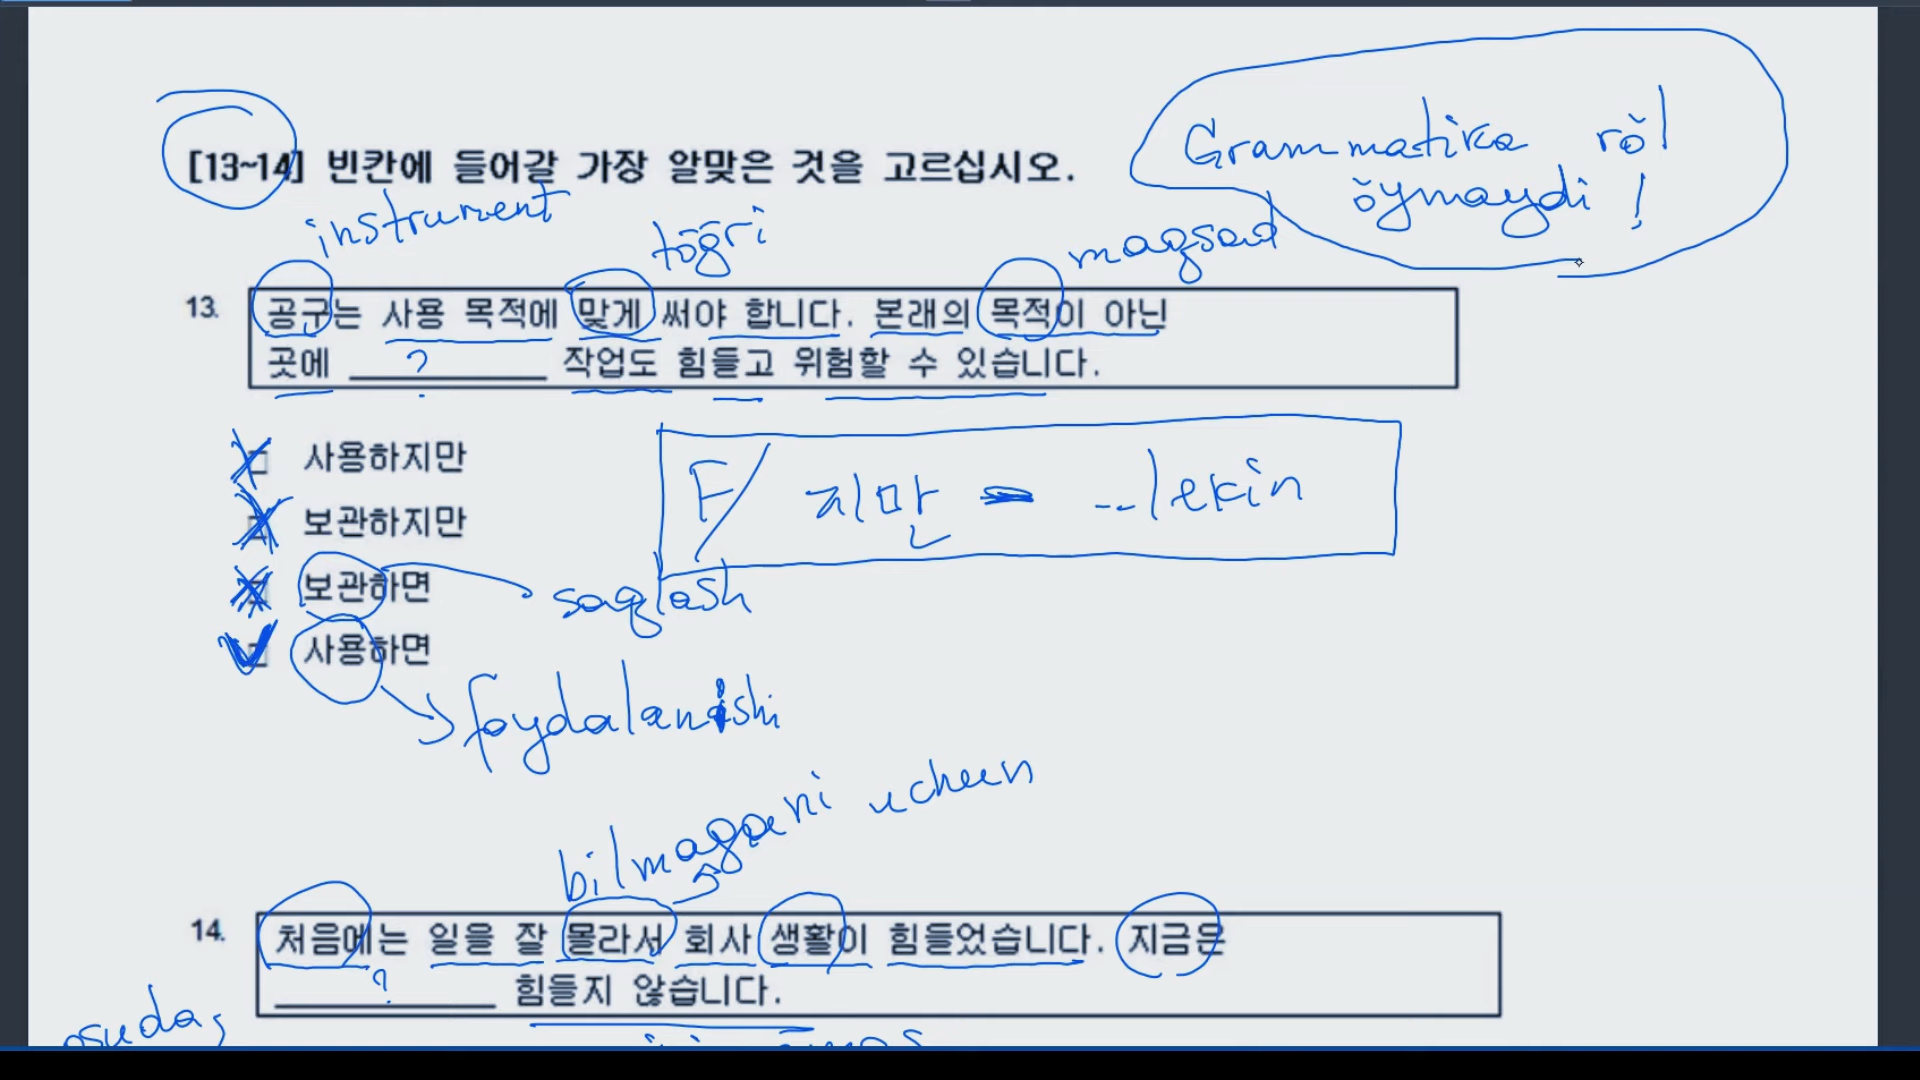 Grammatika rŏl
ŏymaydi !
[13~14] 빈칸에 들어갈 가장 알맞은 것을 고르십시오.
instrument tŏğri maqsad
13. 공구는 사용 목적에 맞게 써야 합니다. 본래의 목적이 아닌
곳에 ? 작업도 힘들고 위험할 수 있습니다.
사용하지만
보관하지만
F/ 지만 = ...lekin
보관하면 saqlash
사용하면
foydalanishi
bilmagani uchun
14. 처음에는 일을 잘 몰라서 회사 생활이 힘들었습니다. 지금은
? 힘들지 않습니다.